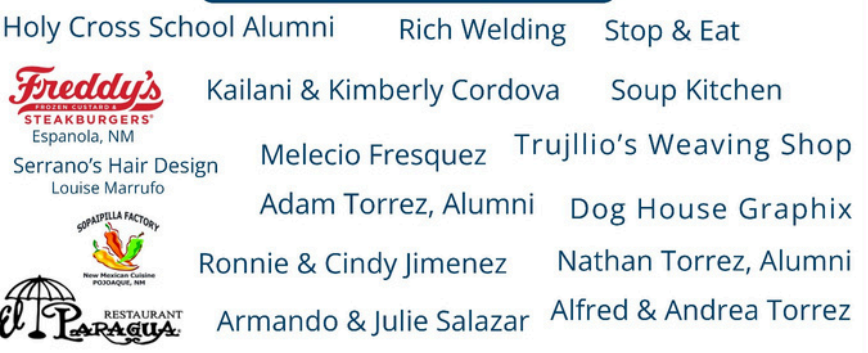 Holy Cross School Alumni
Rich Welding
Stop & Eat
Freddy's
FROZEN CUSTARD &
STEAKBURGERS®
Espanola, NM
Kailani & Kimberly Cordova
Soup Kitchen
Serrano's Hair Design
Louise Marrufo
Melecio Fresquez
Trujllio's Weaving Shop
Adam Torrez, Alumni
Dog House Graphix
SOPAIPILLA FACTORY
New Mexican Cuisine
POJOAQUE, NM
Ronnie & Cindy Jimenez
Nathan Torrez, Alumni
El PARAGUA
RESTAURANT
Armando & Julie Salazar
Alfred & Andrea Torrez